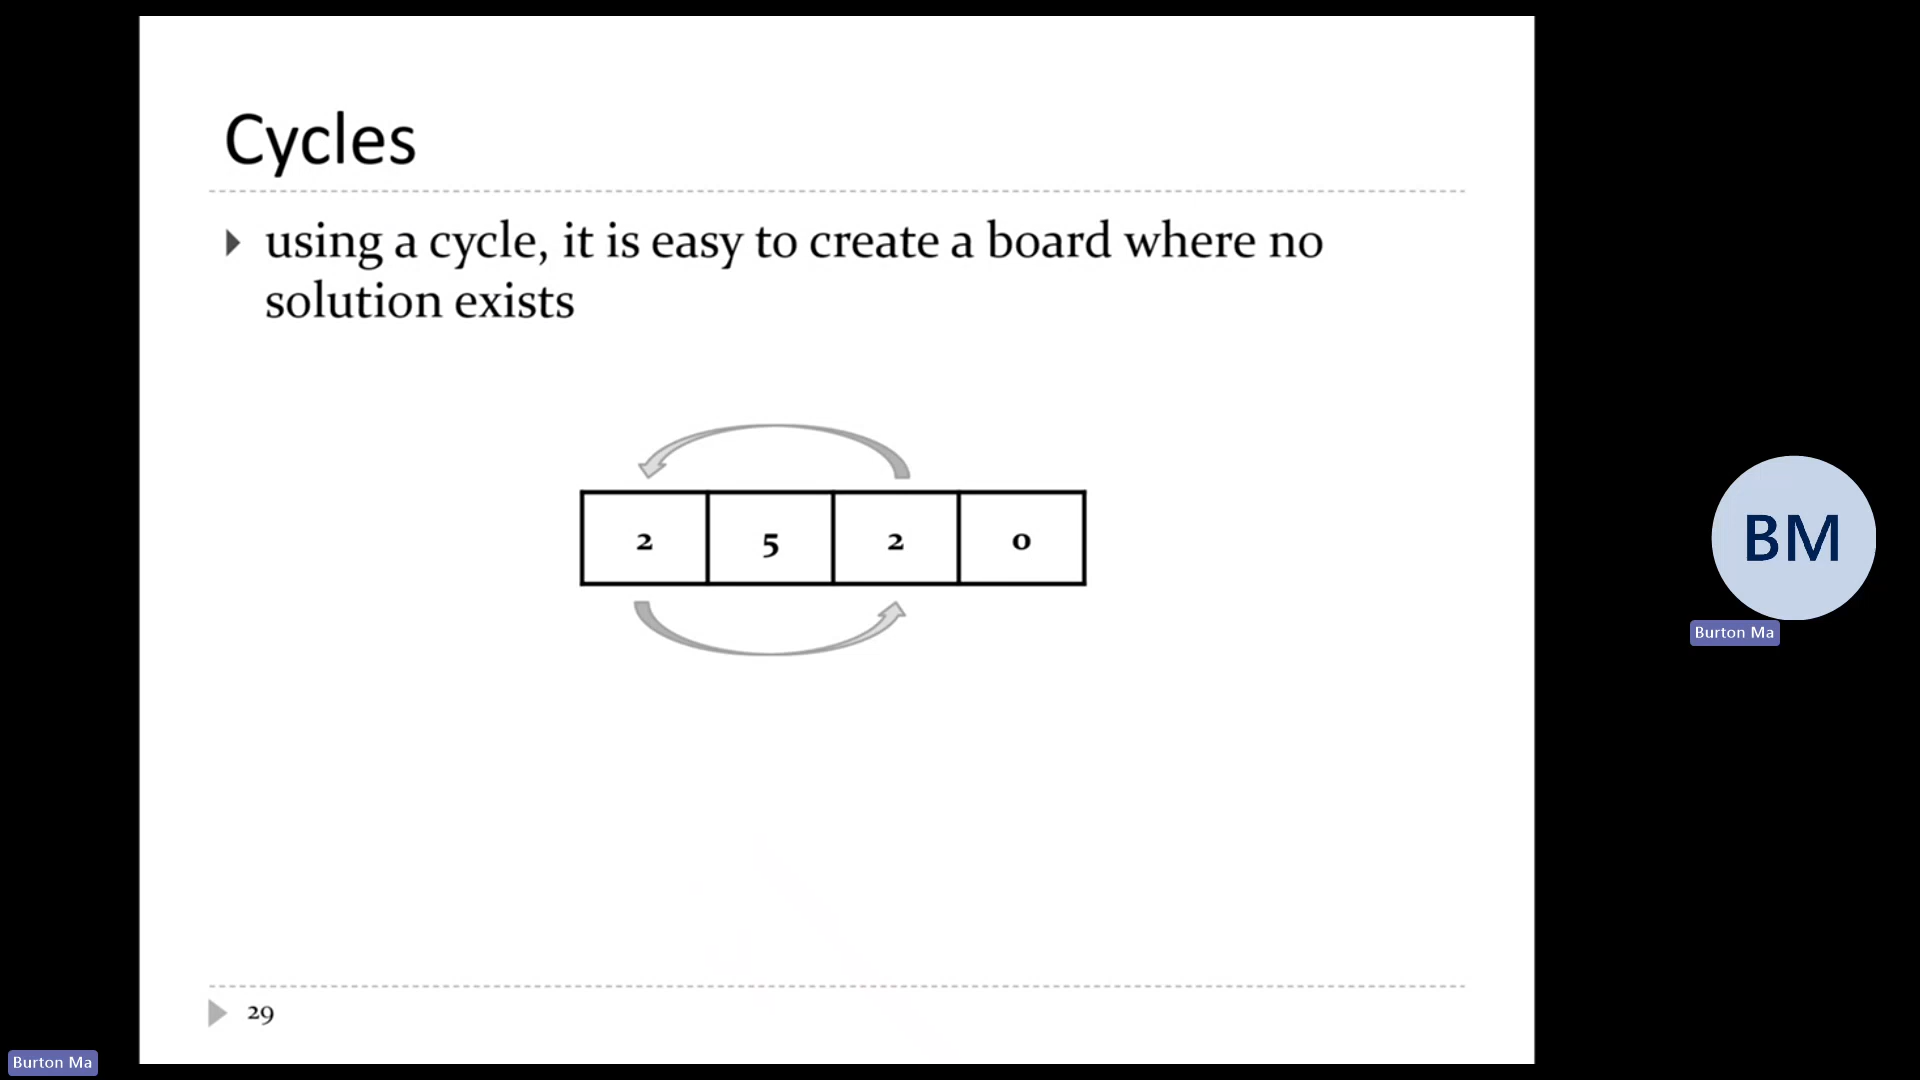 Cycles
using a cycle, it is easy to create a board where no
solution exists
2 5 2 0
BM
Burton Ma
29
Burton Ma